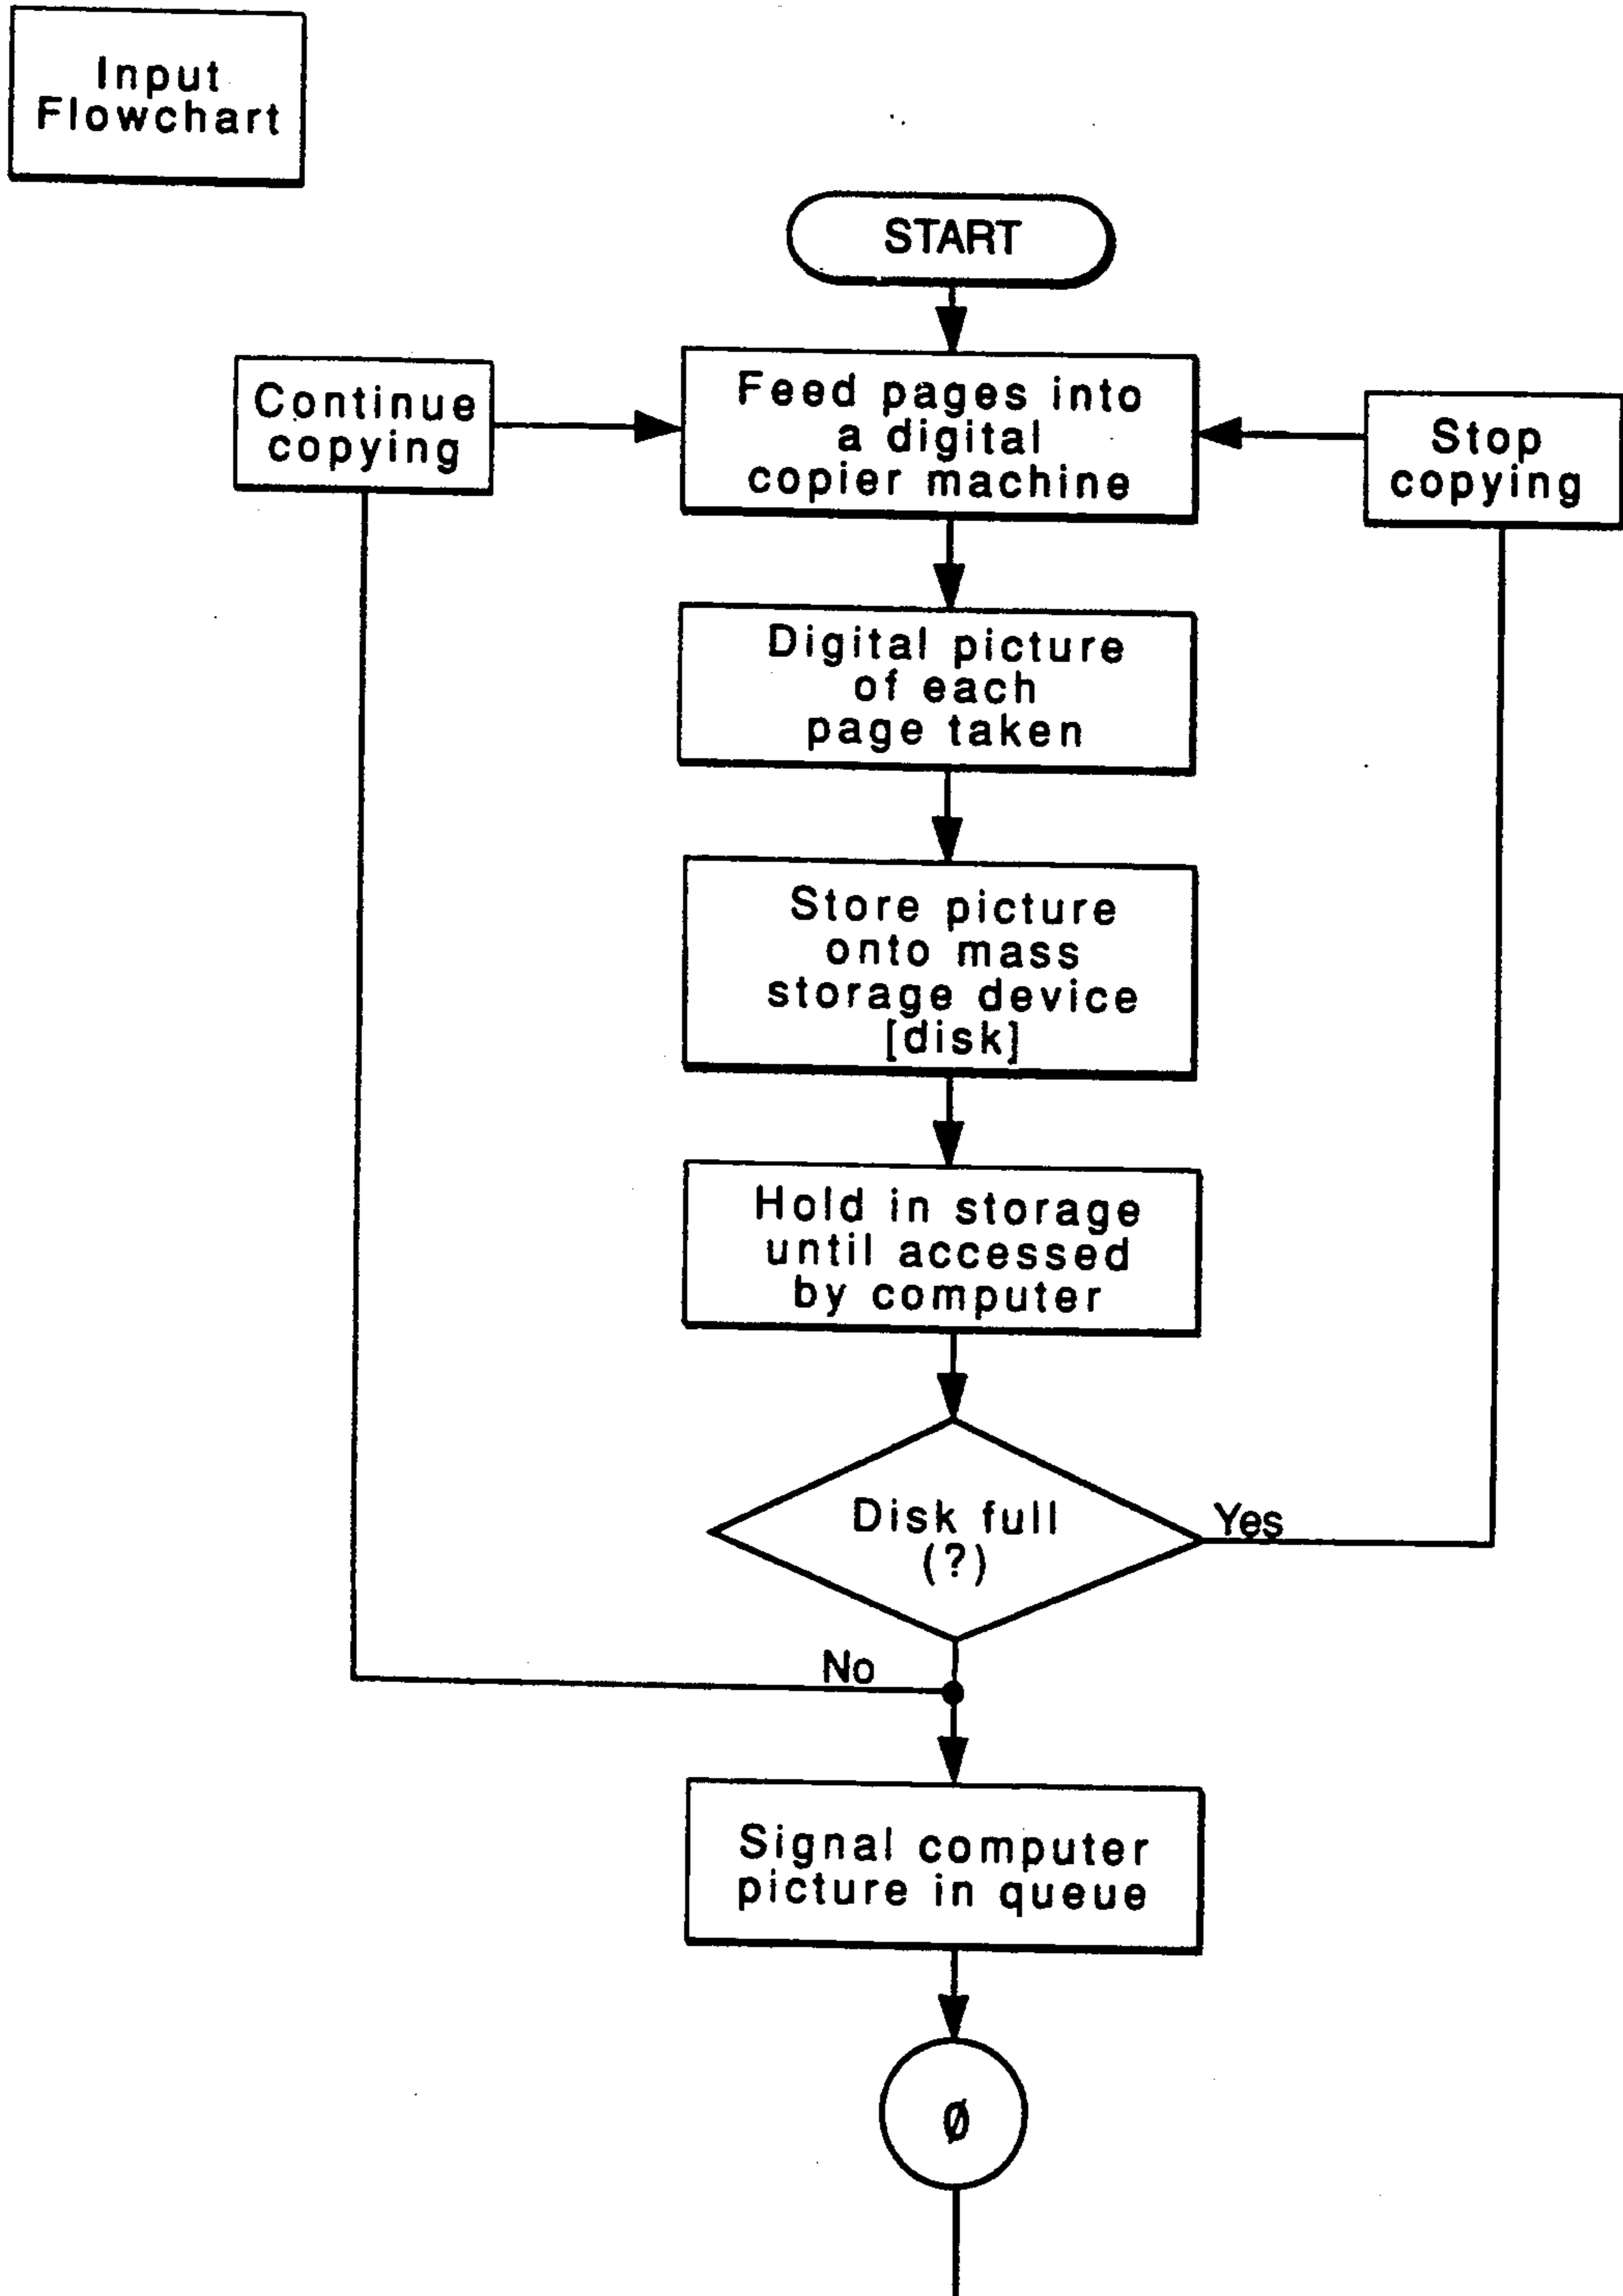 Input
Flowchart
START
Continue
copying
Feed pages into
a digital
copier machine
Stop
copying
Digital picture
of each
page taken
Store picture
onto mass
storage device
[disk]
Hold in storage
until accessed
by computer
Disk full
(?)
Yes
No
Signal computer
picture in queue
Ø